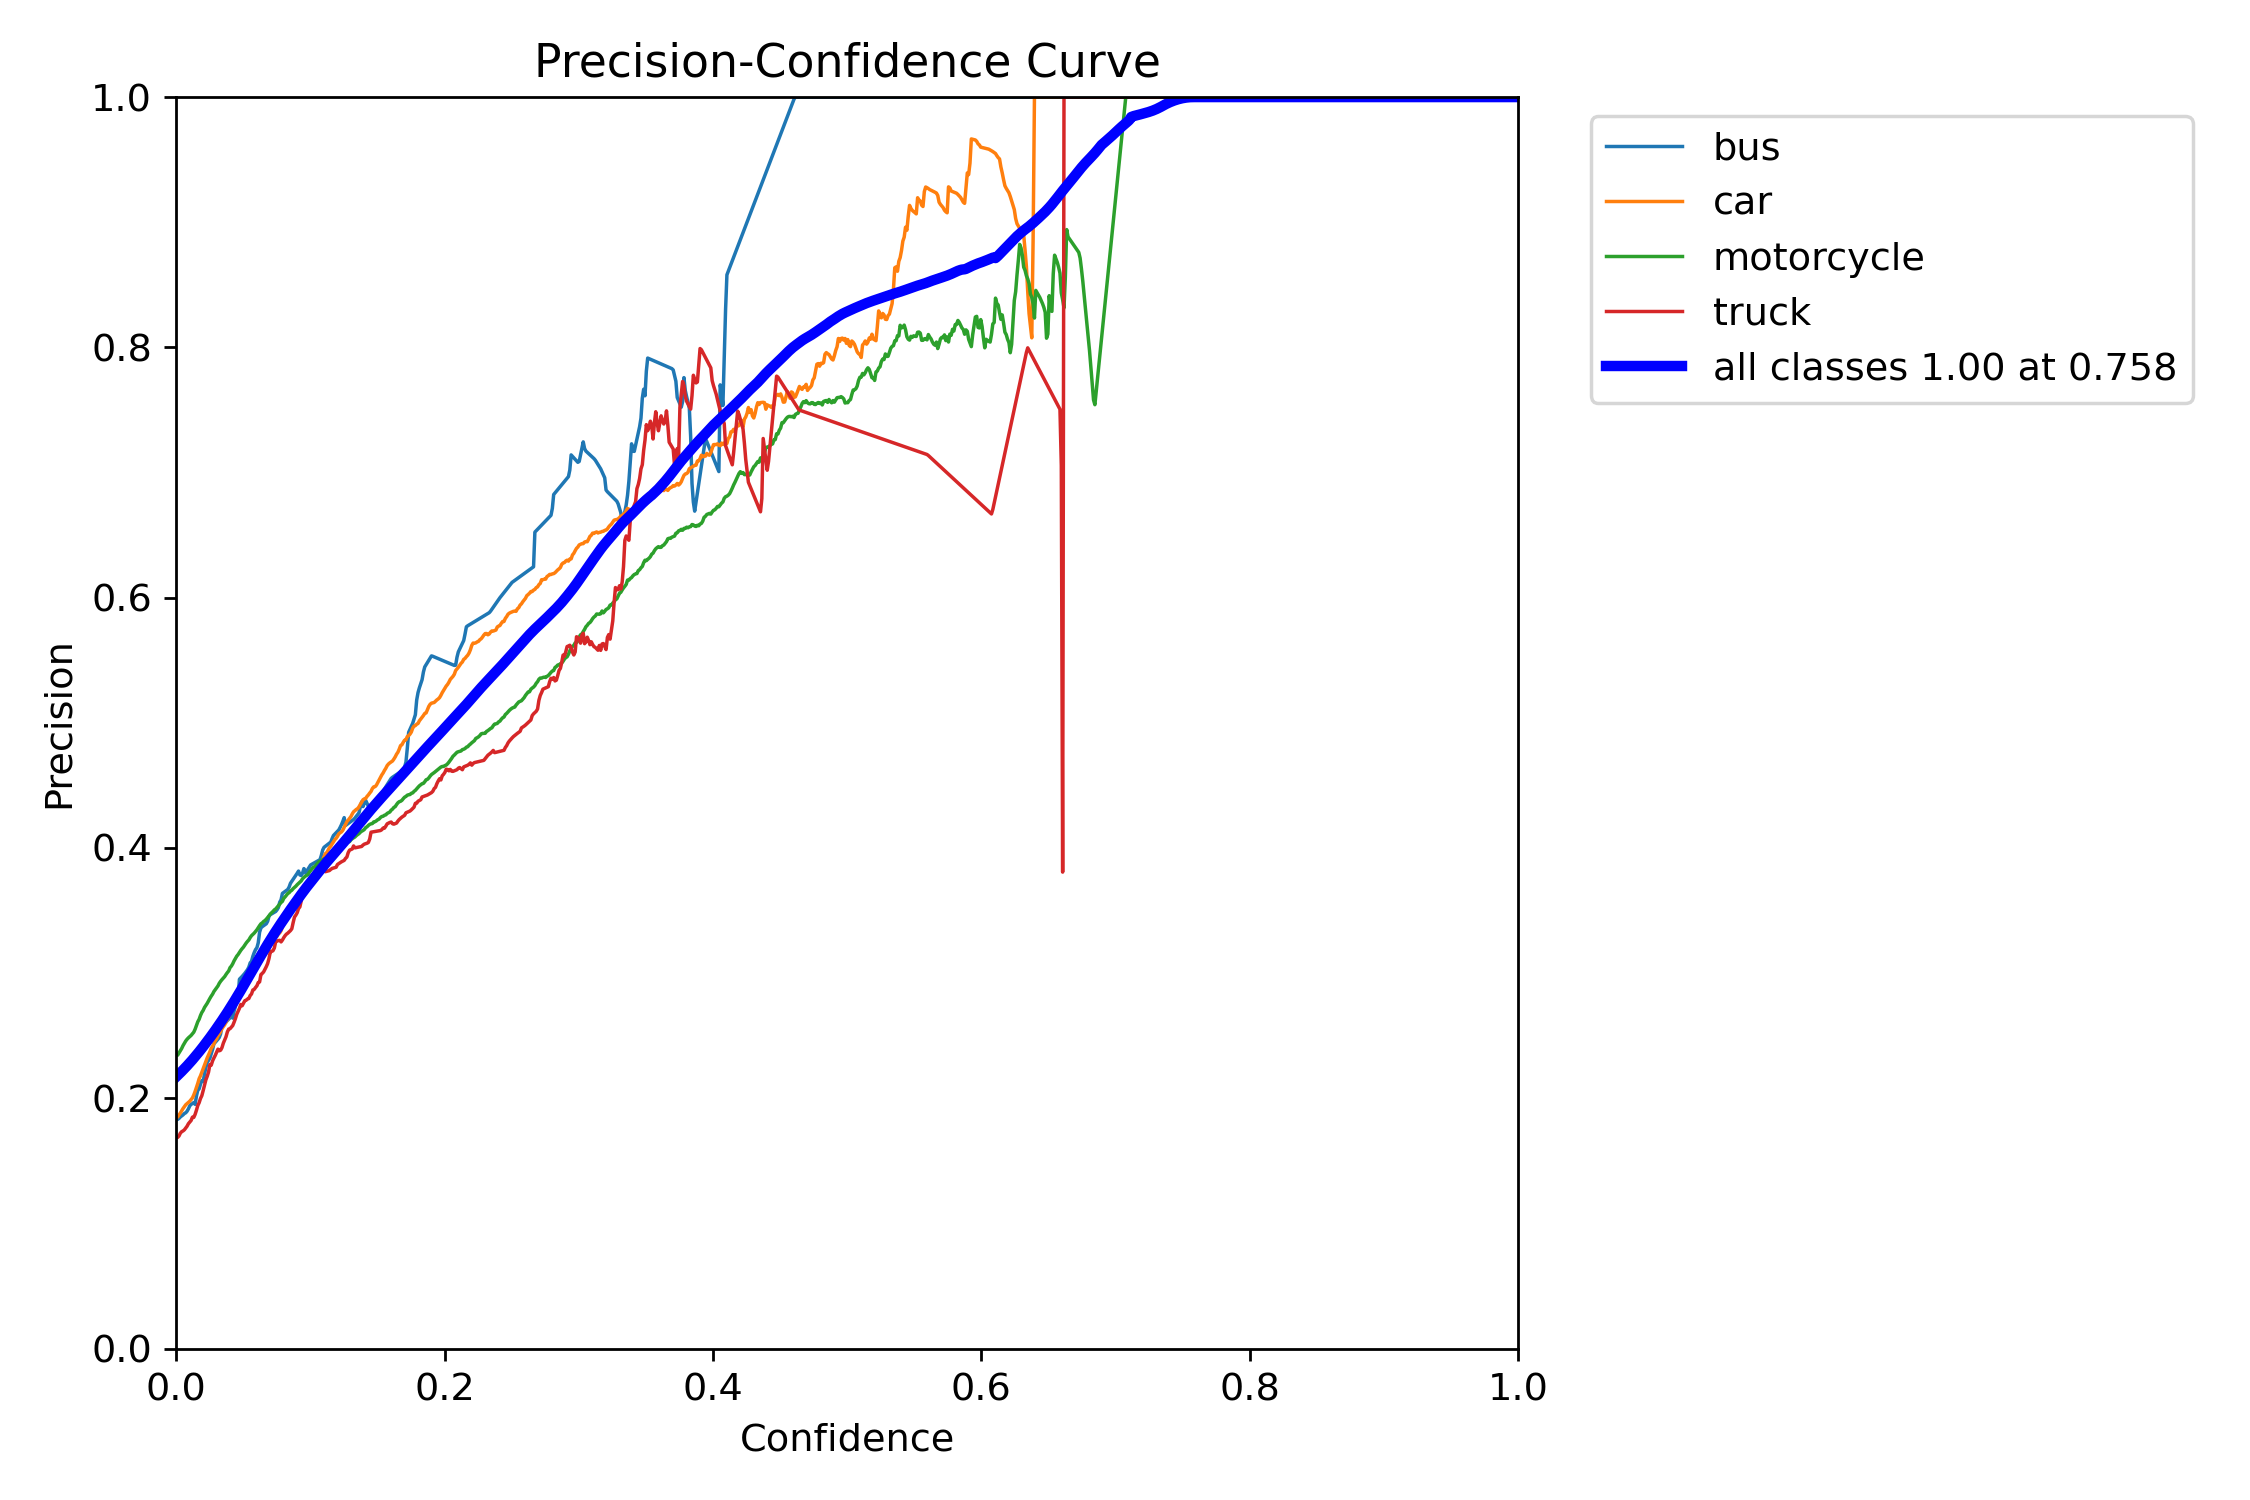 Precision-Confidence Curve
1.0
0.8
0.6
0.4
0.2
0.0
Precision
0.0 0.2 0.4 0.6 0.8 1.0
Confidence
bus
car
motorcycle
truck
all classes 1.00 at 0.758